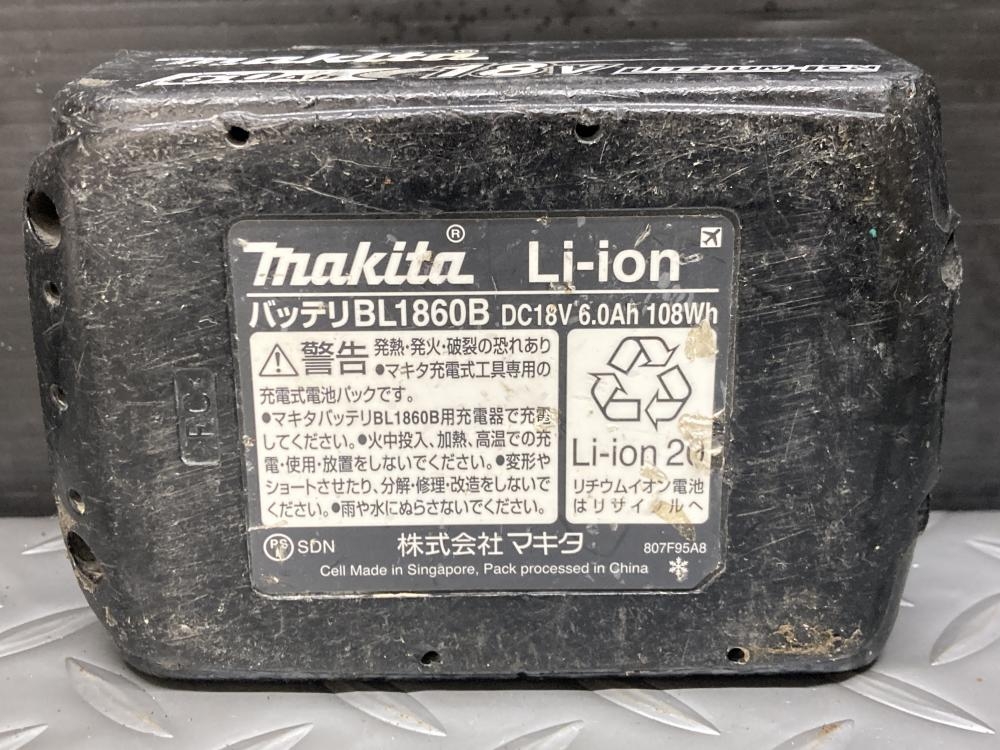 makita
6.0Ah 18V
makita® Li-ion
バッテリBL1860B DC18V 6.0Ah 108Wh
警告 発熱・発火・破裂の恐れあり
●マキタ充電式工具専用の
充電式電池パックです。
●マキタバッテリBL1860B用充電器で充電
してください。●火中投入、加熱、高温での充
電・使用・放置をしないでください。●変形や
ショートさせたり、分解・修理・改造をしないで
ください。●雨や水にぬらさないでください。
Li-ion 20
リチウムイオン電池
はリサイクルへ
PS SDN 株式会社 マキタ 807F95A8
Cell Made in Singapore, Pack processed in China